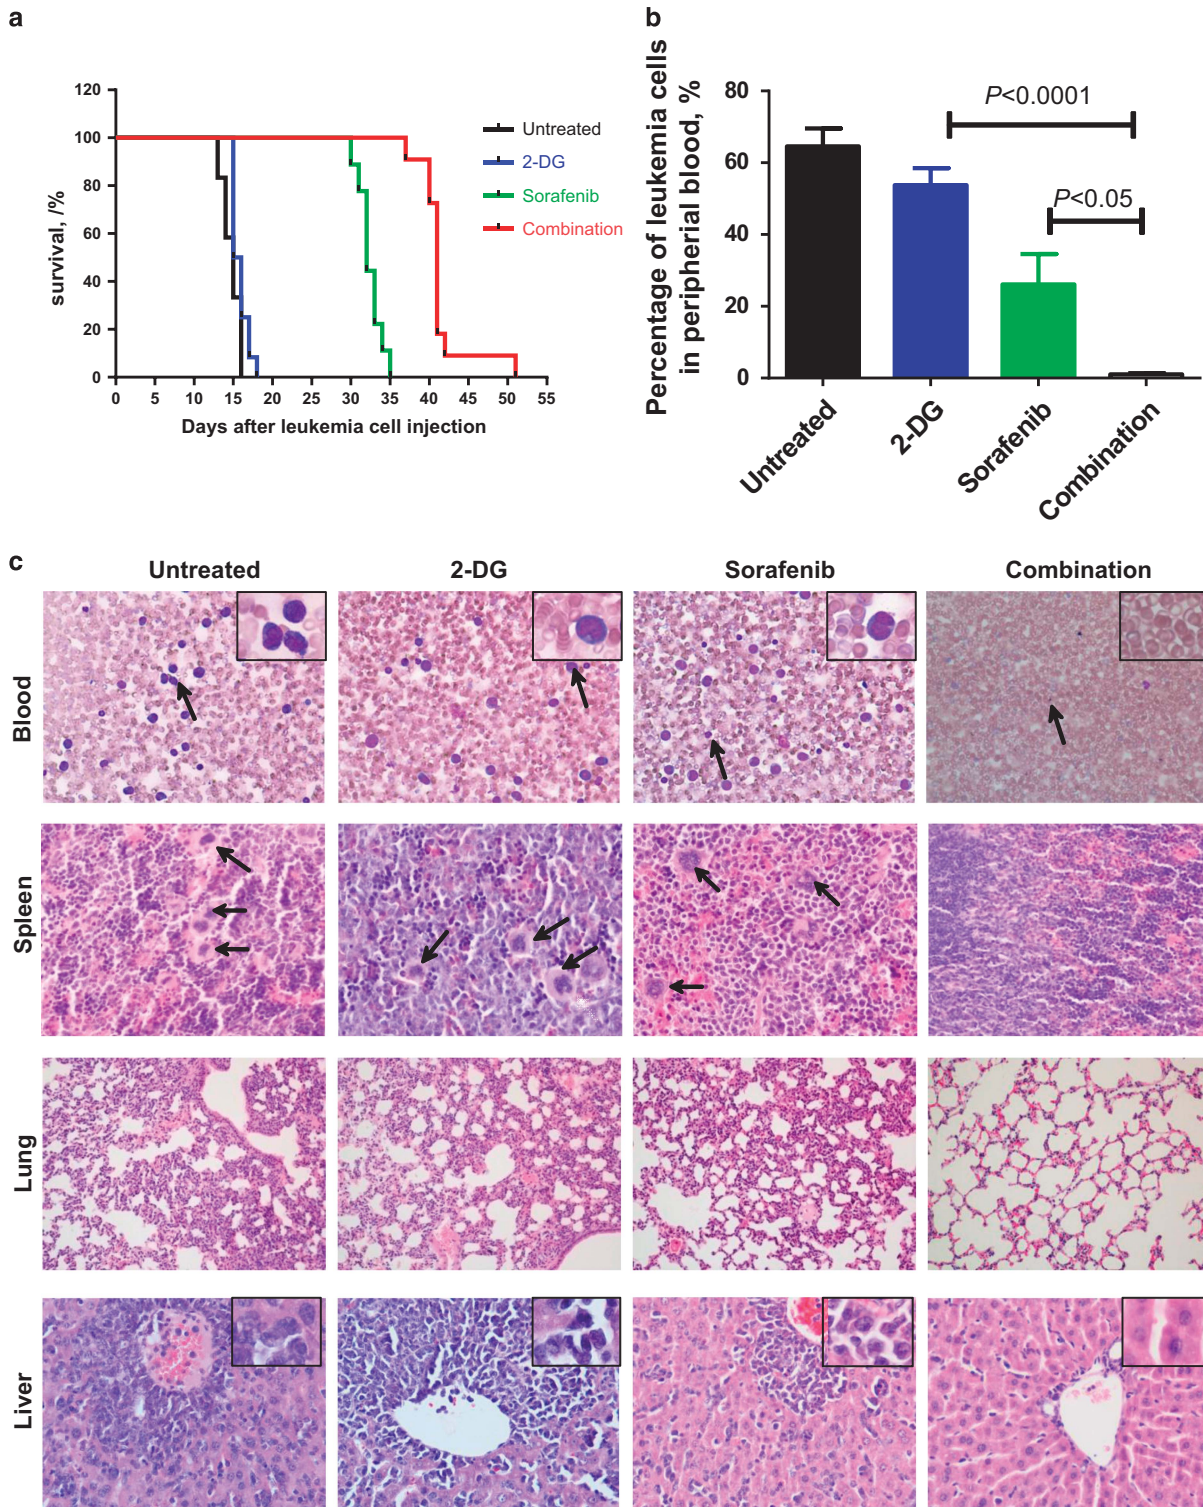 a
120
100
80
60
40
20
0
survival, /%
0 5 10 15 20 25 30 35 40 45 50 55
Days after leukemia cell injection
Untreated
2-DG
Sorafenib
Combination
b
Percentage of leukemia cells
in peripherial blood, %
80
60
40
20
0
P<0.0001
P<0.05
Untreated
2-DG
Sorafenib
Combination
c
Untreated 2-DG Sorafenib Combination
Blood
Spleen
Lung
Liver